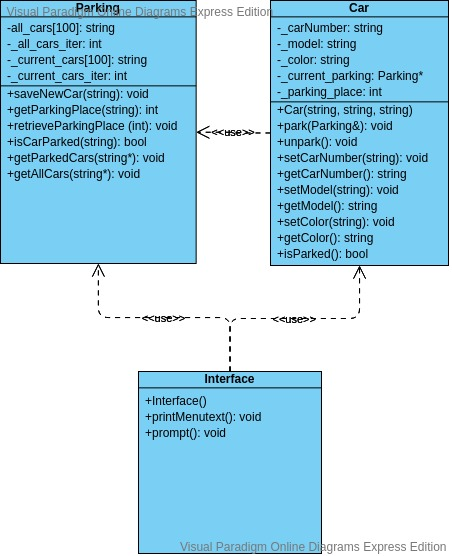 Visual Paradigm Online Diagrams Express Edition
Parking
-all_cars[100]: string
-_all_cars_iter: int
-_current_cars[100]: string
-_current_cars_iter: int
+saveNewCar(string): void
+getParkingPlace(string): int
+retrieveParkingPlace (int): void
+isCarParked(string): bool
+getParkedCars(string*): void
+getAllCars(string*): void
<<use>>
Car
-_carNumber: string
-_model: string
-_color: string
-_current_parking: Parking*
-_parking_place: int
+Car(string, string, string)
+park(Parking&): void
+unpark(): void
+setCarNumber(string): void
+getCarNumber(): string
+setModel(string): void
+getModel(): string
+setColor(string): void
+getColor(): string
+isParked(): bool
<<use>>
<<use>>
Interface
+Interface()
+printMenutext(): void
+prompt(): void
Visual Paradigm Online Diagrams Express Edition